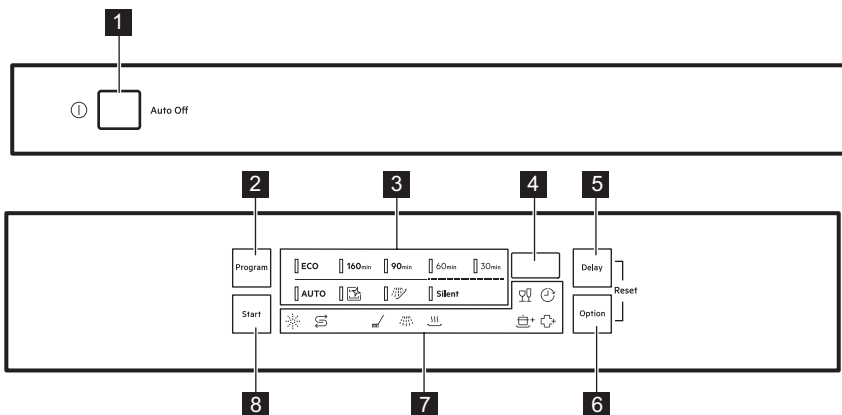 1
Auto Off
2 3 4 5
Program ECO 160min 90min 60min 30min Delay
Reset
AUTO Silent
Start Option
8 7 6